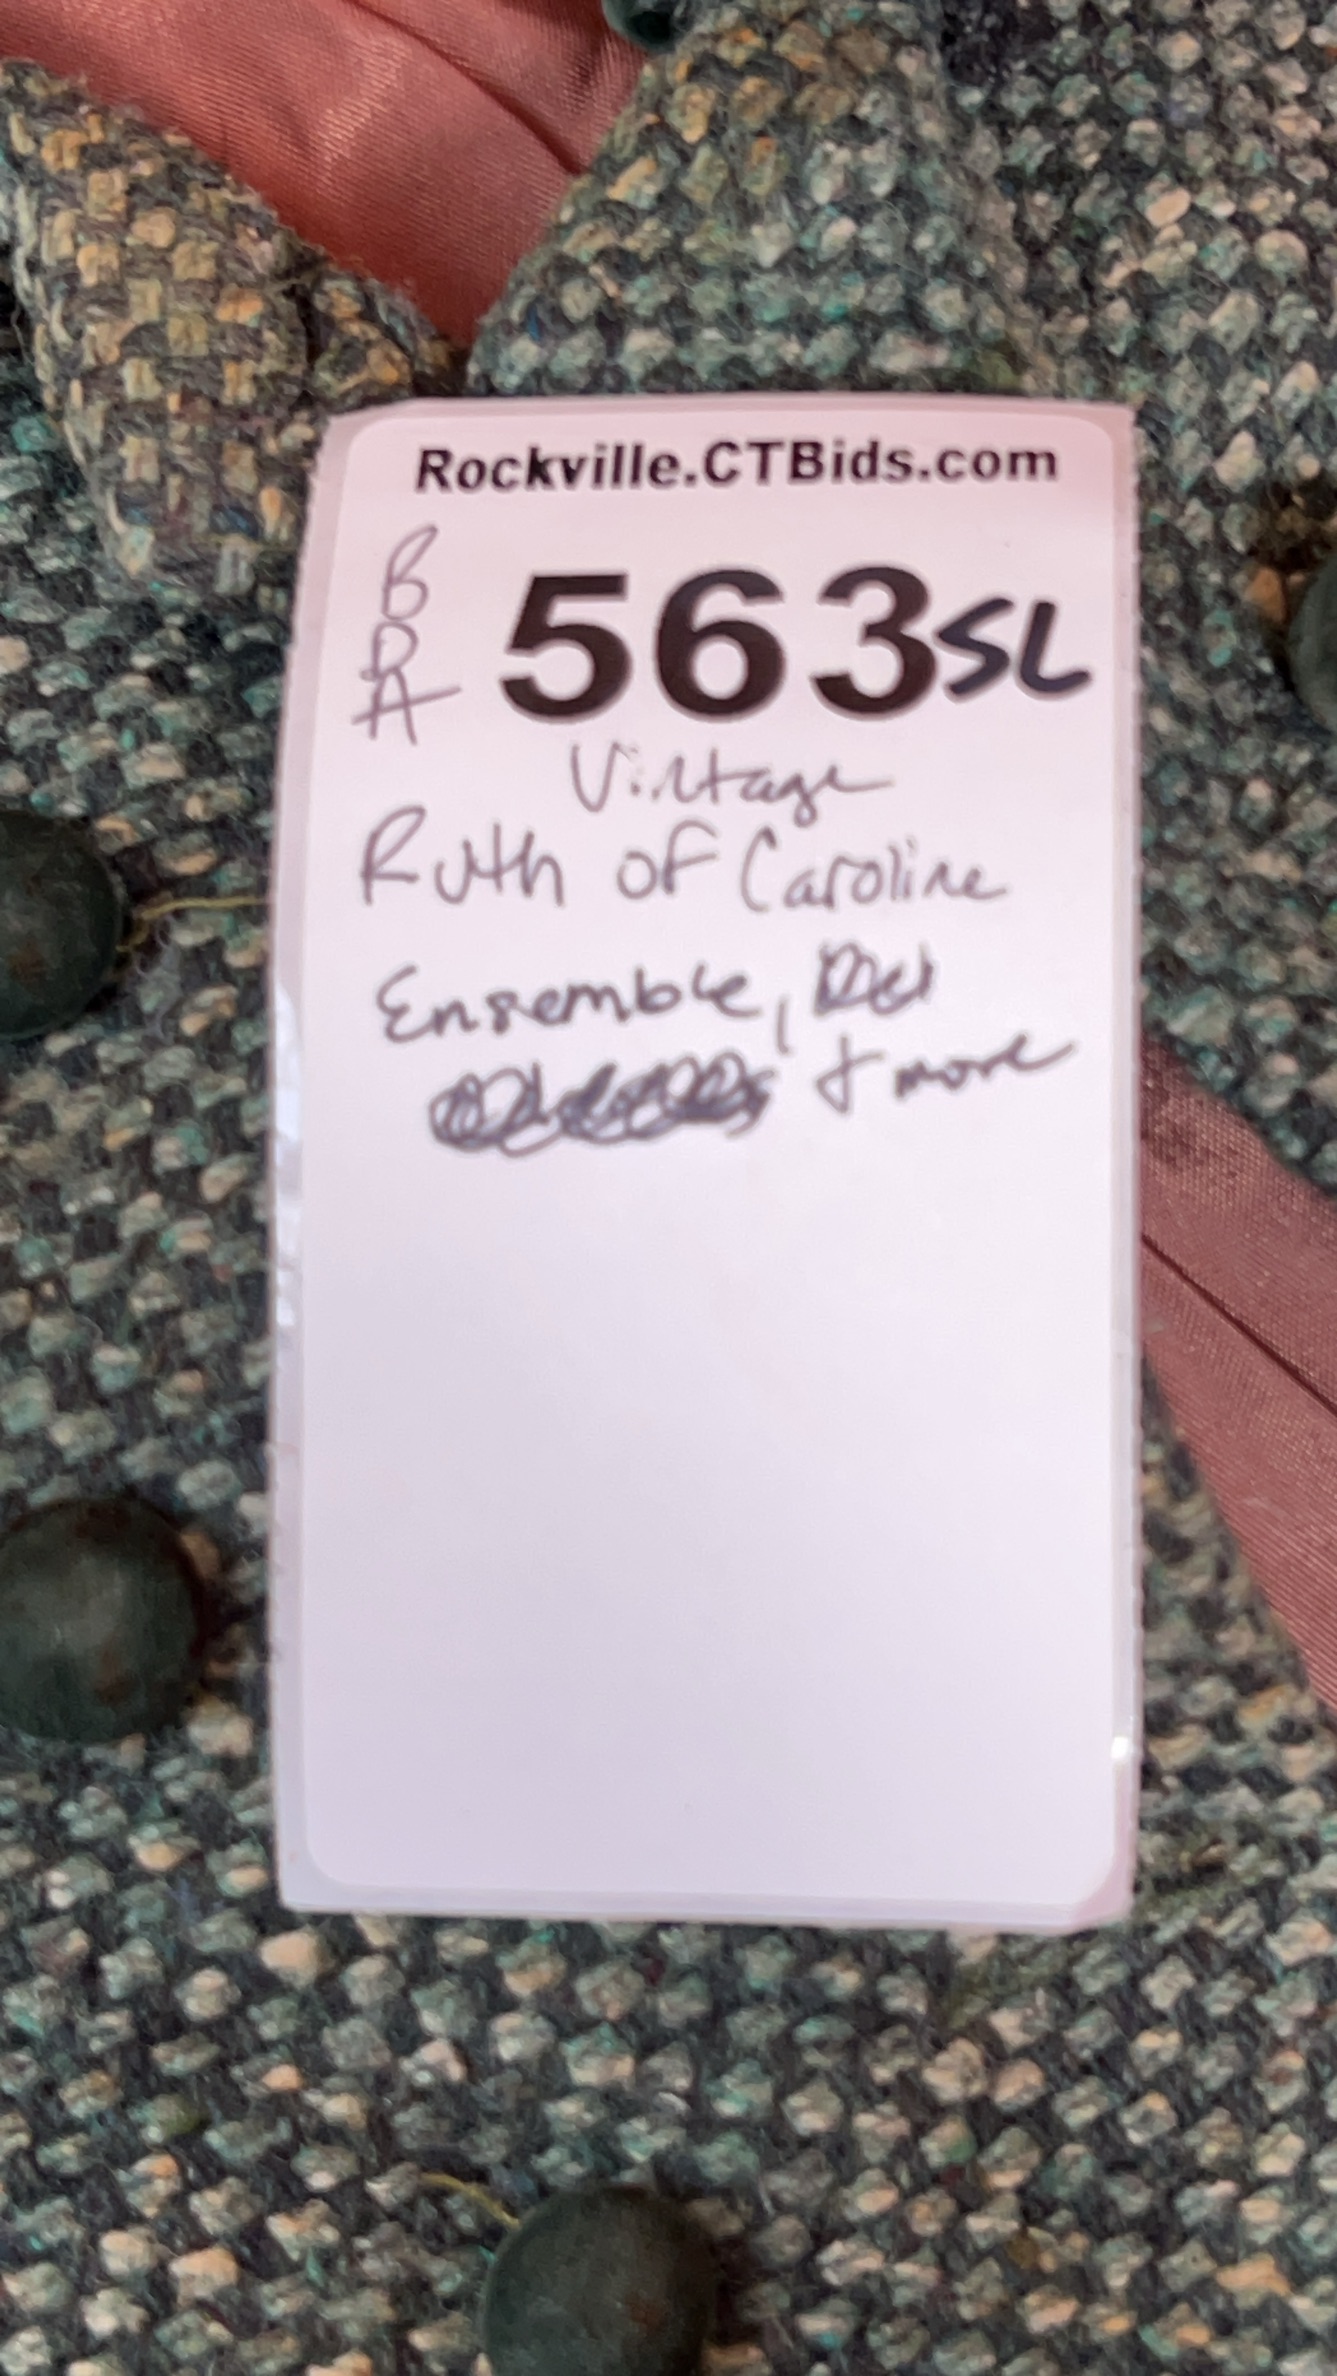 Rockville.CTBids.com
B
D
A
563SL
Vintage
Ruth of Caroline
Ensemble,
& more